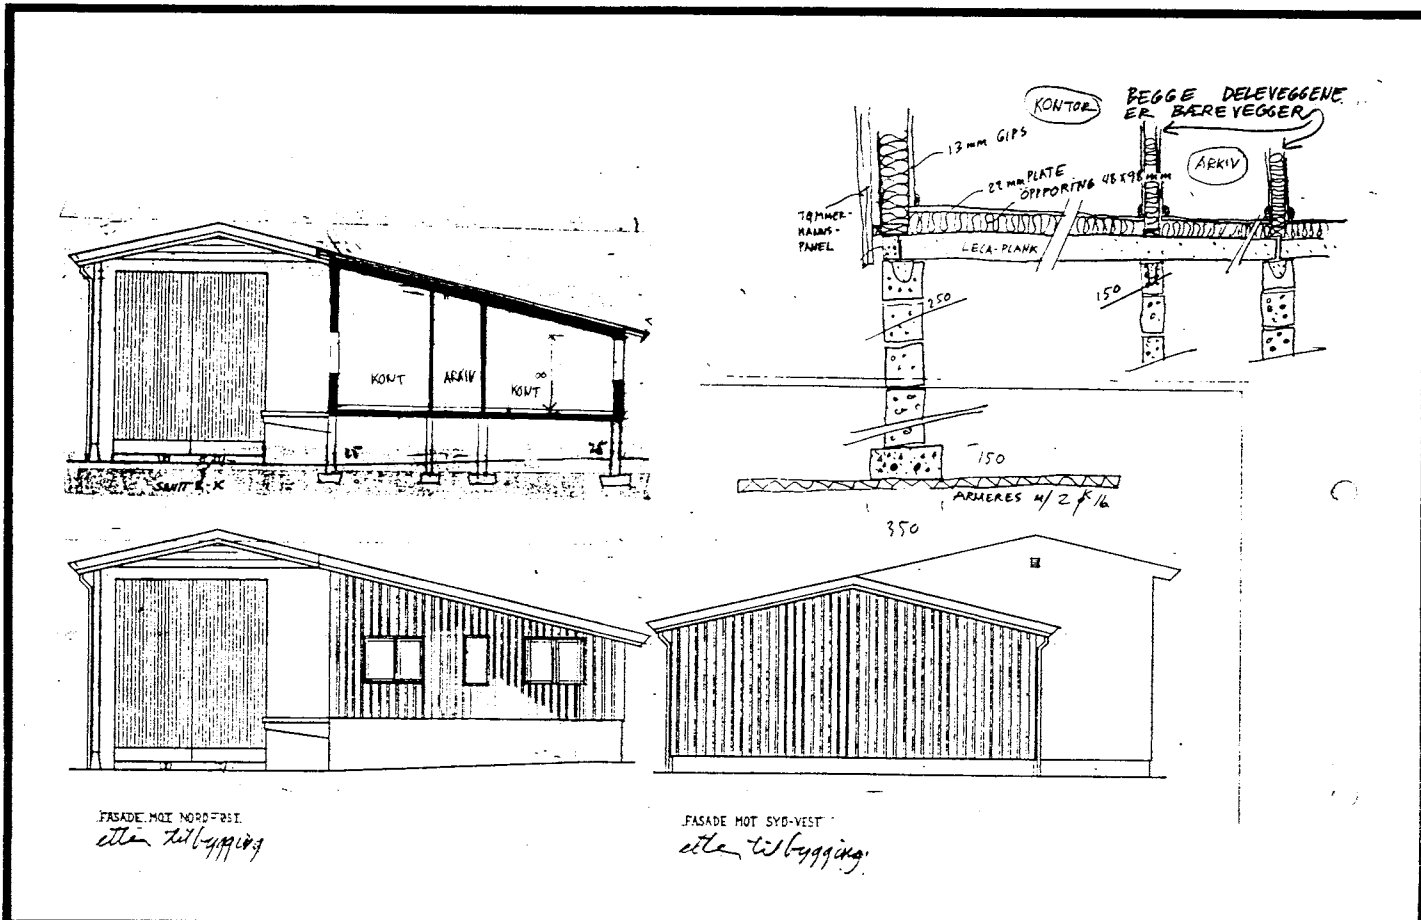 KONTOR
BEGGE DELEVEGGENE
ER BÆREVEGGER
13 mm GIPS
ARKIV
22 mm PLATE
OPPFORING 48X98 mm
TØMMER-
MANNS-
PANEL
LECA-PLANK
250
150
KONT
ARKIV
KONT
25
25
SNITT
150
ARMERES M/ 2
350
FASADE MOT NORD-ØST
etter tilbygging
FASADE MOT SYD-VEST
etter tilbygging